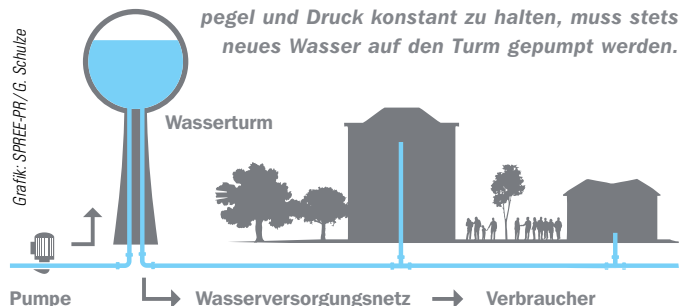 pegel und Druck konstant zu halten, muss stets
neues Wasser auf den Turm gepumpt werden.
Grafik: SPREE-PR/G. Schulze
Wasserturm
Pumpe
Wasserversorgungsnetz
Verbraucher